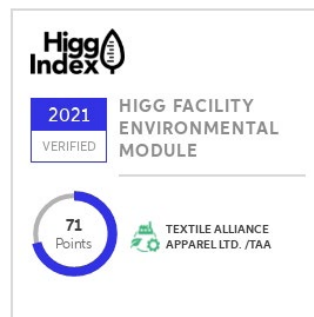 Higg
Index
2021
VERIFIED
HIGG FACILITY
ENVIRONMENTAL
MODULE
71
Points
TEXTILE ALLIANCE
APPAREL LTD. /TAA